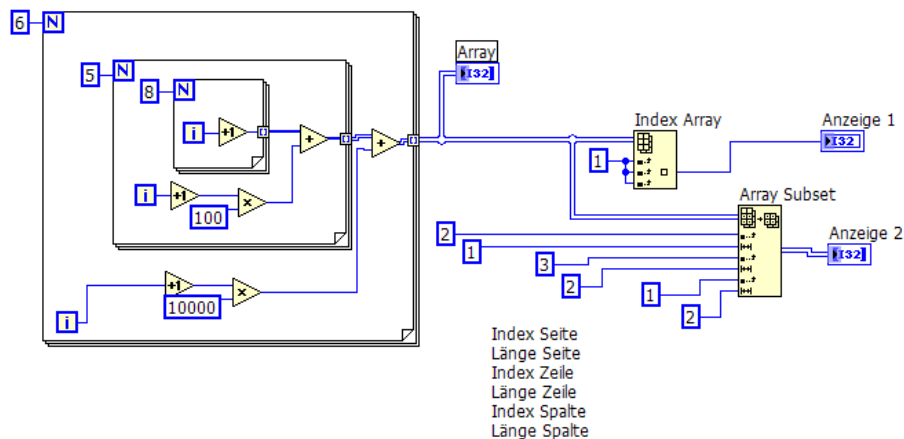 6 N
Array
I32
5 N
8 N
Index Array
Anzeige 1
i +1
+
+
1
I32
Array Subset
i +1
×
100
2
Anzeige 2
1
I32
3
+1
×
2
10000
1
i
2
Index Seite
Länge Seite
Index Zeile
Länge Zeile
Index Spalte
Länge Spalte